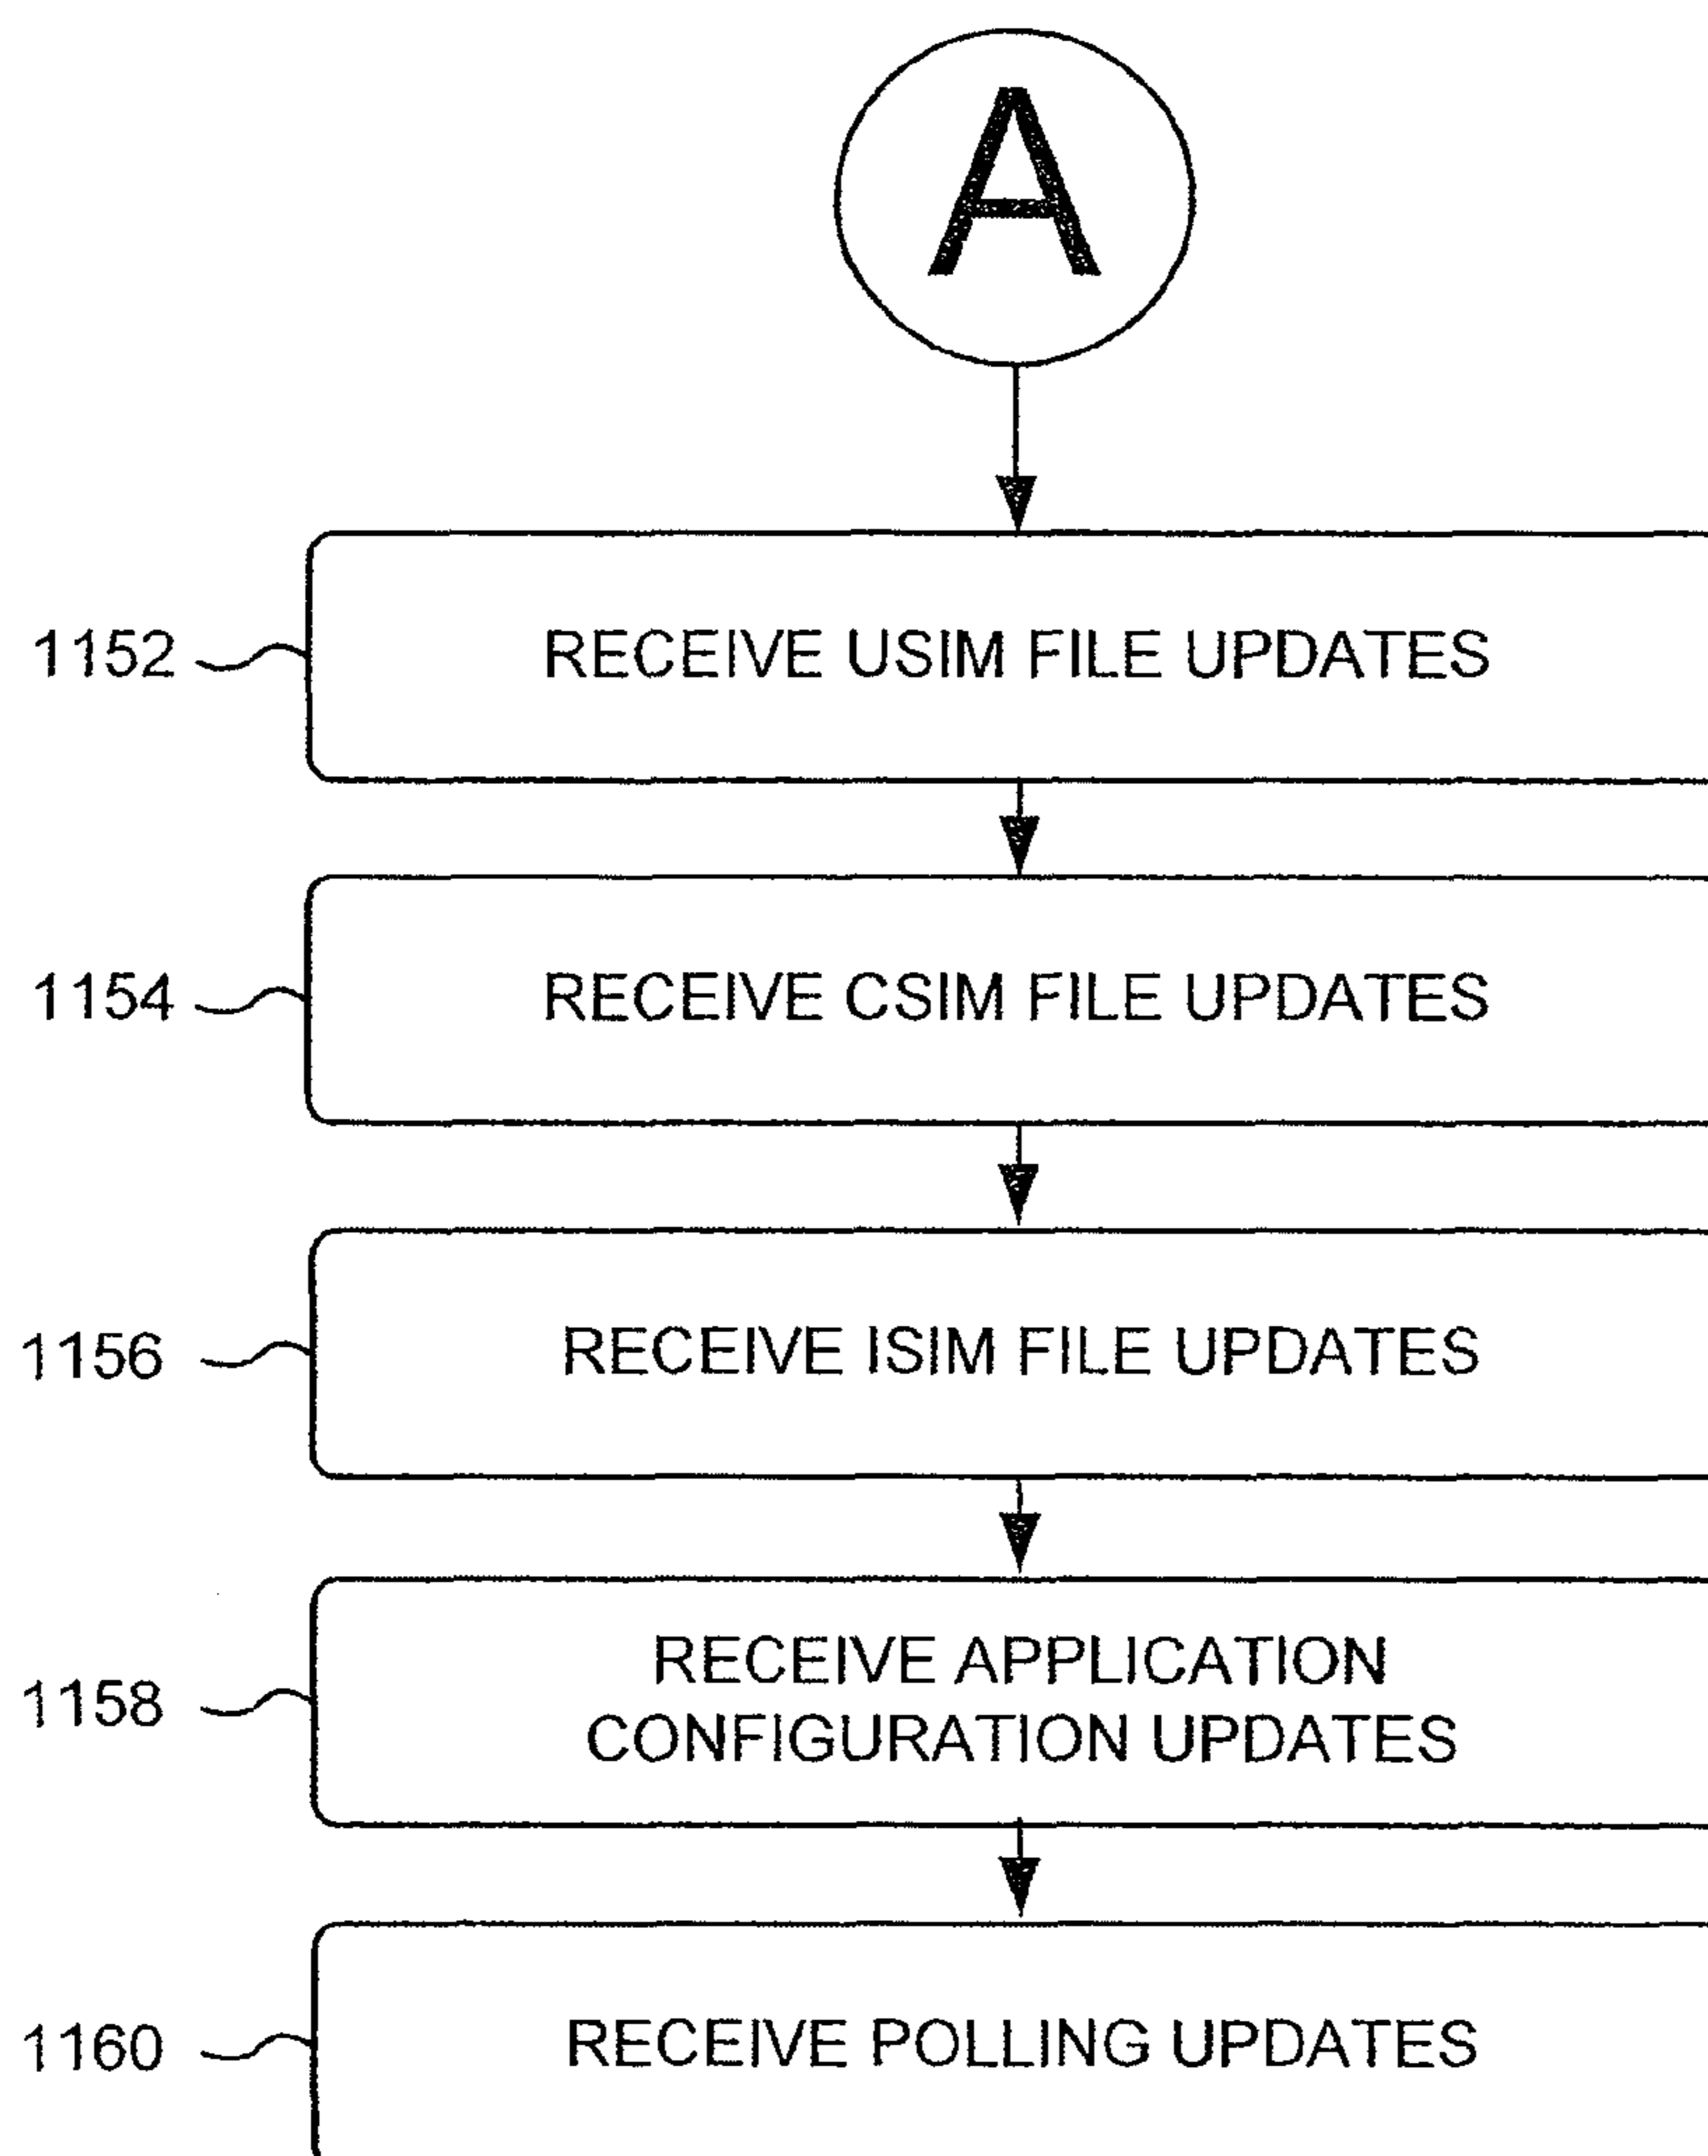 A
1152
RECEIVE USIM FILE UPDATES
1154
RECEIVE CSIM FILE UPDATES
1156
RECEIVE ISIM FILE UPDATES
1158
RECEIVE APPLICATION
CONFIGURATION UPDATES
1160
RECEIVE POLLING UPDATES